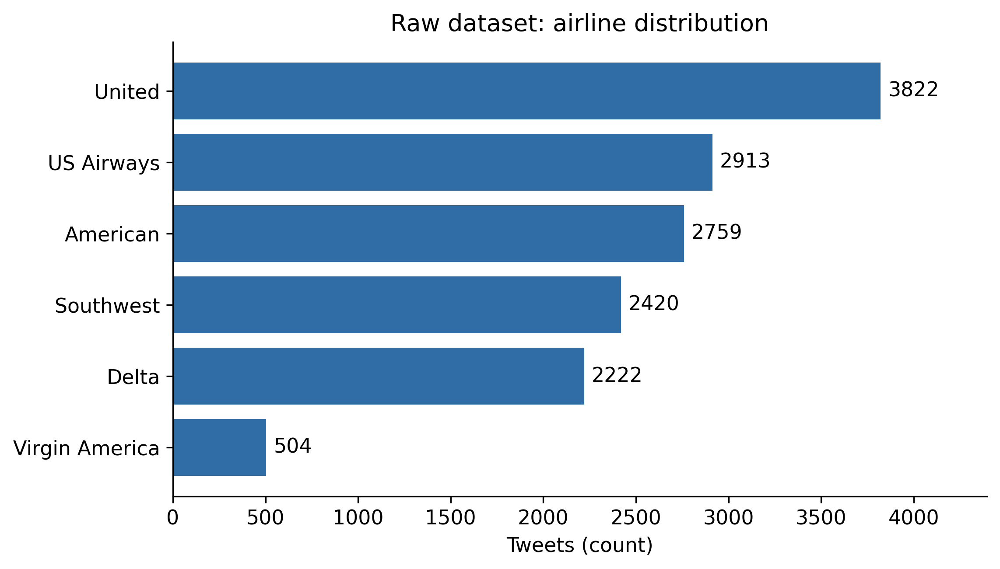 Raw dataset: airline distribution
United
3822
US Airways
2913
American
2759
Southwest
2420
Delta
2222
Virgin America
504
0 500 1000 1500 2000 2500 3000 3500 4000
Tweets (count)